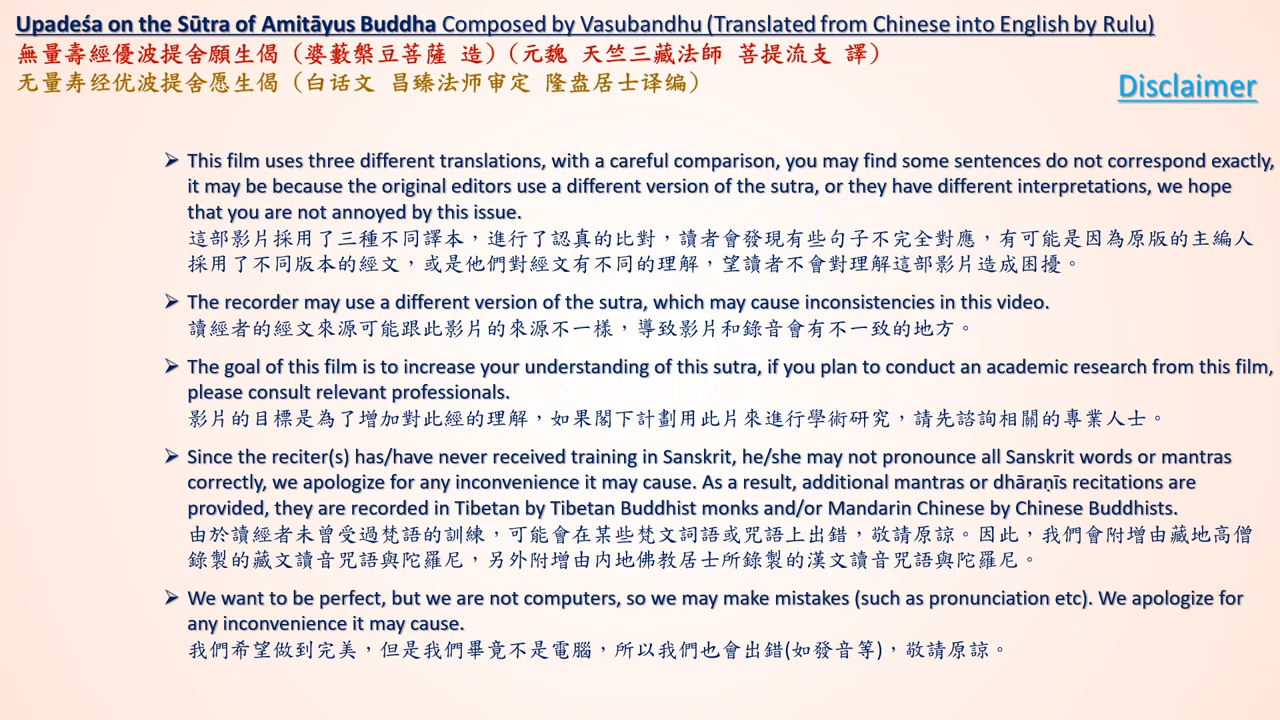 Upadeśa on the Sūtra of Amitāyus Buddha Composed by Vasubandhu (Translated from Chinese into English by Rulu)
無量壽經優波提舍願生偈（婆藪槃豆菩薩 造）（元魏 天竺三藏法師 菩提流支 譯）
无量寿经优波提舍愿生偈（白话文 昌臻法师审定 隆盎居士译编）
Disclaimer
➢ This film uses three different translations, with a careful comparison, you may find some sentences do not correspond exactly,
it may be because the original editors use a different version of the sutra, or they have different interpretations, we hope
that you are not annoyed by this issue.
這部影片採用了三種不同譯本，進行了認真的比對，讀者會發現有些句子不完全對應，有可能是因為原版的主編人
採用了不同版本的經文，或是他們對經文有不同的理解，望讀者不會對理解這部影片造成困擾。
➢ The recorder may use a different version of the sutra, which may cause inconsistencies in this video.
讀經者的經文來源可能跟此影片的來源不一樣，導致影片和錄音會有不一致的地方。
➢ The goal of this film is to increase your understanding of this sutra, if you plan to conduct an academic research from this film,
please consult relevant professionals.
影片的目標是為了增加對此經的理解，如果閣下計劃用此片來進行學術研究，請先諮詢相關的專業人士。
➢ Since the reciter(s) has/have never received training in Sanskrit, he/she may not pronounce all Sanskrit words or mantras
correctly, we apologize for any inconvenience it may cause. As a result, additional mantras or dhāraṇīs recitations are
provided, they are recorded in Tibetan by Tibetan Buddhist monks and/or Mandarin Chinese by Chinese Buddhists.
由於讀經者未曾受過梵語的訓練，可能會在某些梵文詞語或咒語上出錯，敬請原諒。因此，我們會附增由藏地高僧
錄製的藏文讀音咒語與陀羅尼，另外附增由內地佛教居士所錄製的漢文讀音咒語與陀羅尼。
➢ We want to be perfect, but we are not computers, so we may make mistakes (such as pronunciation etc). We apologize for
any inconvenience it may cause.
我們希望做到完美，但是我們畢竟不是電腦，所以我們也會出錯(如發音等)，敬請原諒。